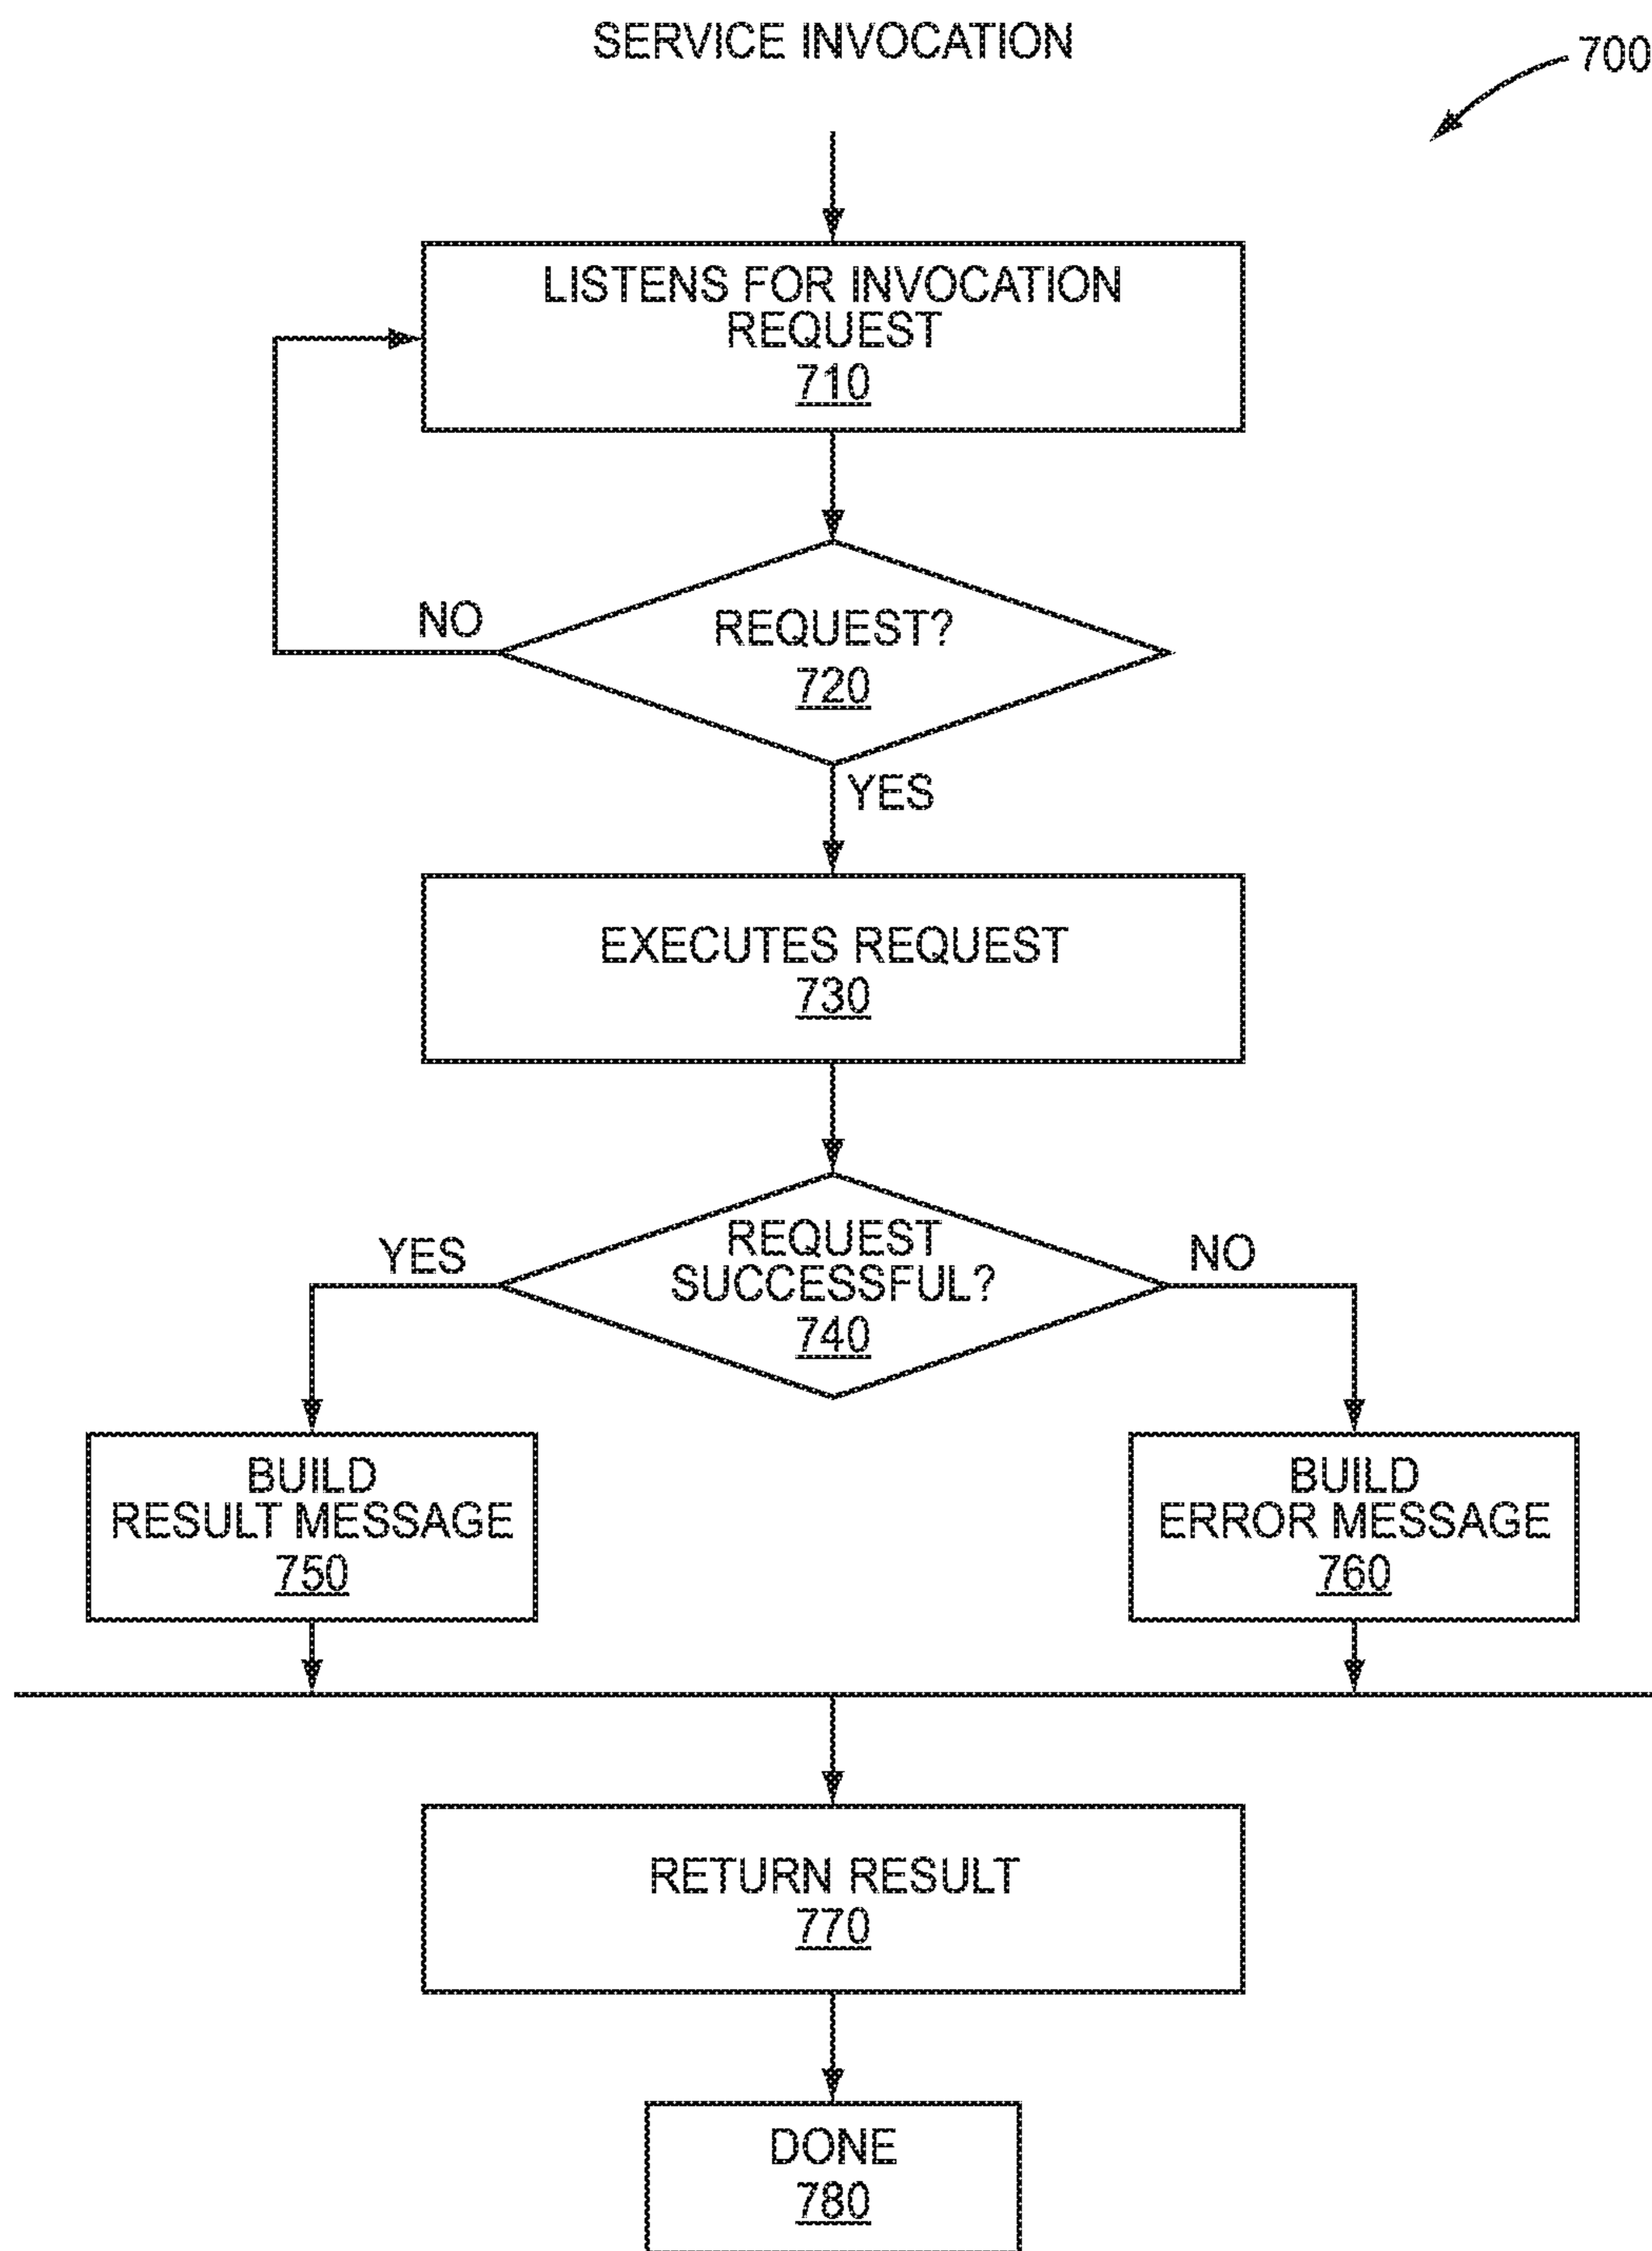 SERVICE INVOCATION
700
LISTENS FOR INVOCATION
REQUEST
710
REQUEST?
720
NO
YES
EXECUTES REQUEST
730
REQUEST
SUCCESSFUL?
740
YES
NO
BUILD
RESULT MESSAGE
750
BUILD
ERROR MESSAGE
760
RETURN RESULT
770
DONE
780